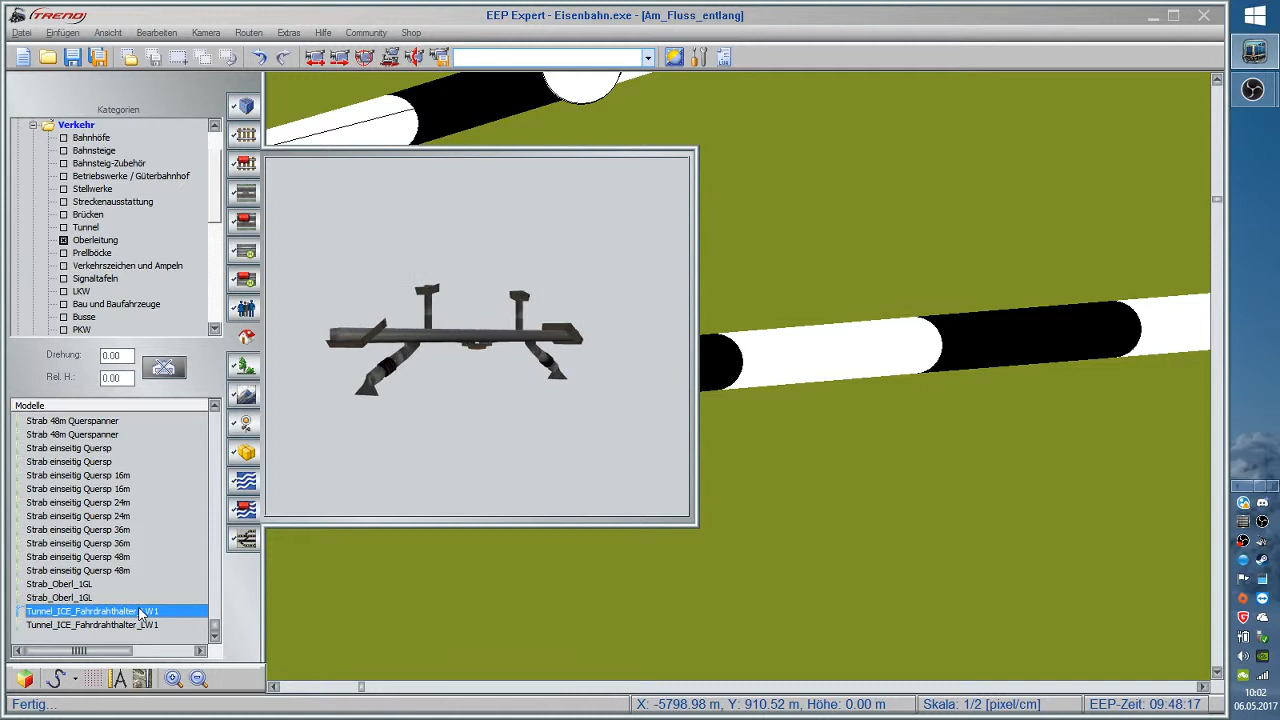 TREND
EEP Expert - Eisenbahn.exe - [Am_Fluss_entlang]
Datei Einfügen Ansicht Bearbeiten Kamera Routen Extras Hilfe Community Shop
Kategorien
Verkehr
Bahnhöfe
Bahnsteige
Bahnsteig-Zubehör
Betriebswerke / Güterbahnhof
Stellwerke
Streckenausstattung
Brücken
Tunnel
Oberleitung
Prellböcke
Verkehrszeichen und Ampeln
Signaltafeln
LKW
Bau und Baufahrzeuge
Busse
PKW
Drehung: 0.00
Rel. H.: 0.00
Modelle
Strab 48m Querspanner
Strab 48m Querspanner
Strab einseitig Quersp
Strab einseitig Quersp
Strab einseitig Quersp 16m
Strab einseitig Quersp 16m
Strab einseitig Quersp 24m
Strab einseitig Quersp 24m
Strab einseitig Quersp 36m
Strab einseitig Quersp 36m
Strab einseitig Quersp 48m
Strab einseitig Quersp 48m
Strab_Oberl_1GL
Strab_Oberl_1GL
Tunnel_ICE_Fahrdrahthalter_LW1
Tunnel_ICE_Fahrdrahthalter_LW1
Fertig... X: -5798.98 m, Y: 910.52 m, Höhe: 0.00 m Skala: 1/2 [pixel/cm] EEP-Zeit: 09:48:17
10:02
06.05.2017